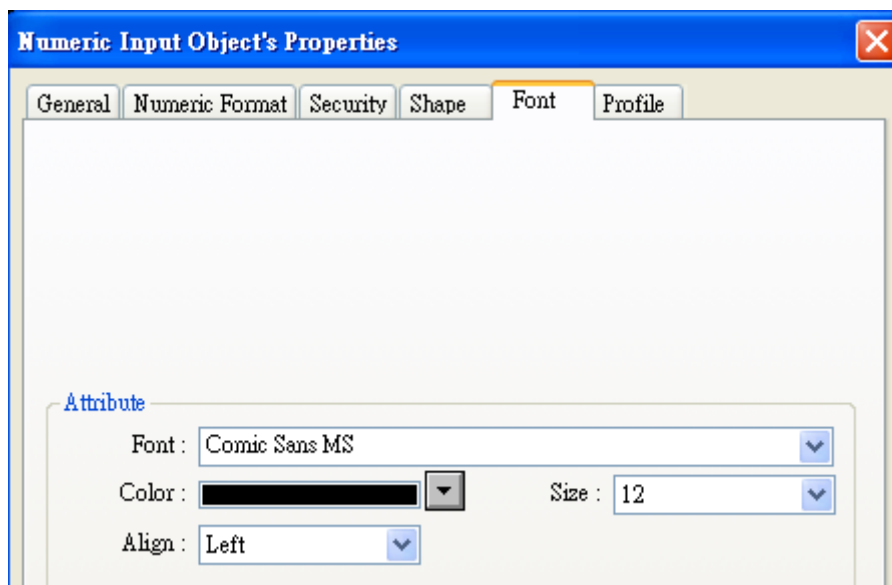 Numeric Input Object's Properties
General Numeric Format Security Shape Font Profile
Attribute
Font : Comic Sans MS
Color : Size : 12
Align : Left